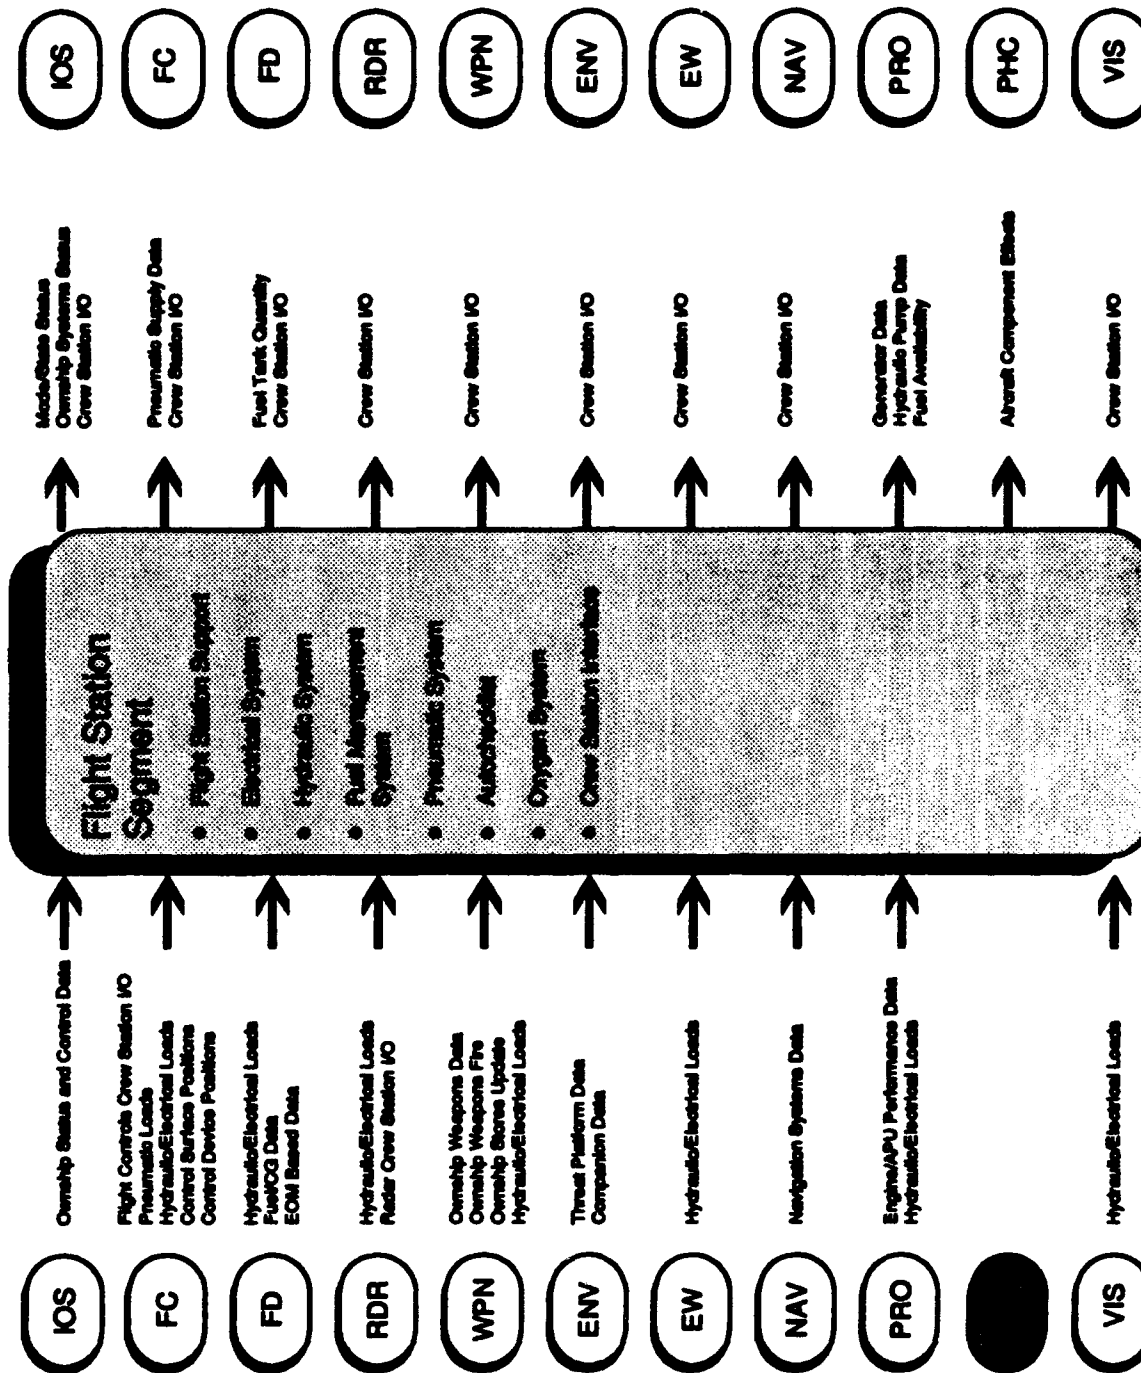 IOS
FC
FD
RDR
WPN
ENV
EW
NAV
PRO
VIS
Ownship Status and Control Data
Flight Controls Crew Station I/O
Pneumatic Loads
Hydraulic/Electrical Loads
Control Surface Positions
Control Device Positions
Hydraulic/Electrical Loads
Fuel/CG Data
EOM Based Data
Hydraulic/Electrical Loads
Radar Crew Station I/O
Ownship Weapons Data
Ownship Weapons Fire
Ownship Stores Update
Hydraulic/Electrical Loads
Threat Platform Data
Companion Data
Hydraulic/Electrical Loads
Navigation Systems Data
Engine/APU Performance Data
Hydraulic/Electrical Loads
Hydraulic/Electrical Loads
Flight Station
Segment
• Flight Station Support
• Electrical System
• Hydraulic System
• Fuel Management
System
• Pneumatic System
• Autochecklist
• Oxygen System
• Crew Station Interface
Mode/State Status
Ownship Systems Status
Crew Station I/O
Pneumatic Supply Data
Crew Station I/O
Fuel Tank Quantity
Crew Station I/O
Crew Station I/O
Crew Station I/O
Crew Station I/O
Crew Station I/O
Crew Station I/O
Generator Data
Hydraulic Pump Data
Fuel Availability
Aircraft Component Effects
Crew Station I/O
IOS
FC
FD
RDR
WPN
ENV
EW
NAV
PRO
PHC
VIS